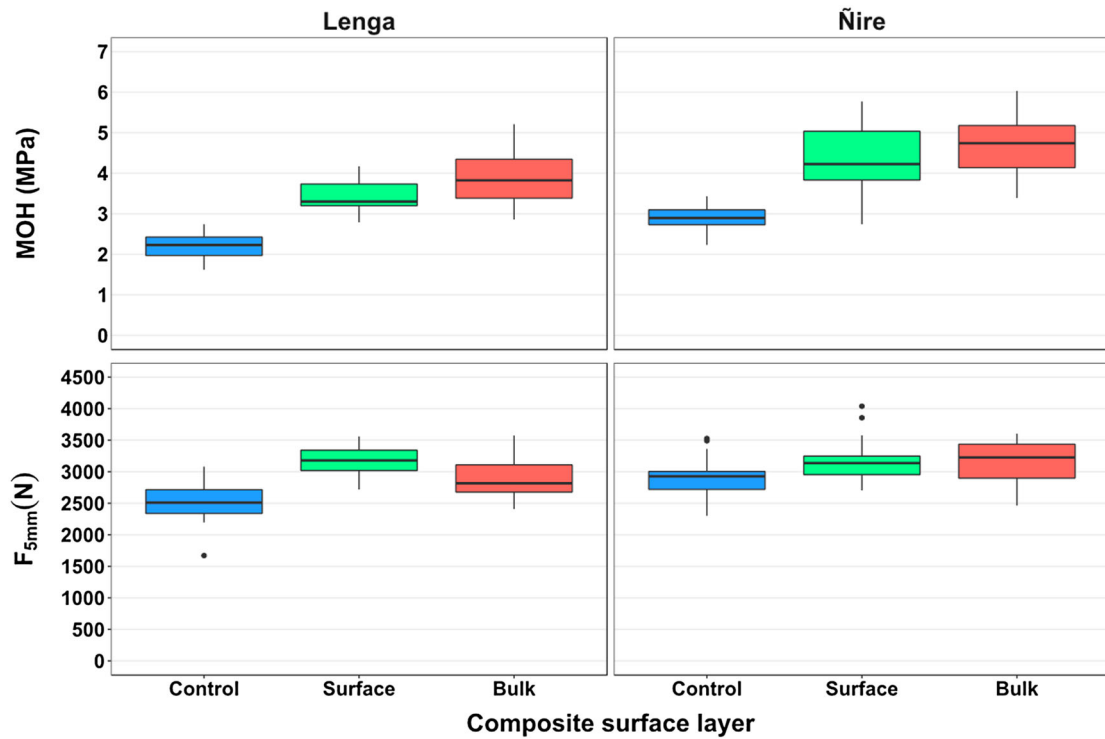 Lenga
Ñire
MOH (MPa)
7
6
5
4
3
2
1
0
F5mm(N)
4500
4000
3500
3000
2500
2000
1500
1000
500
0
Control Surface Bulk
Control Surface Bulk
Composite surface layer